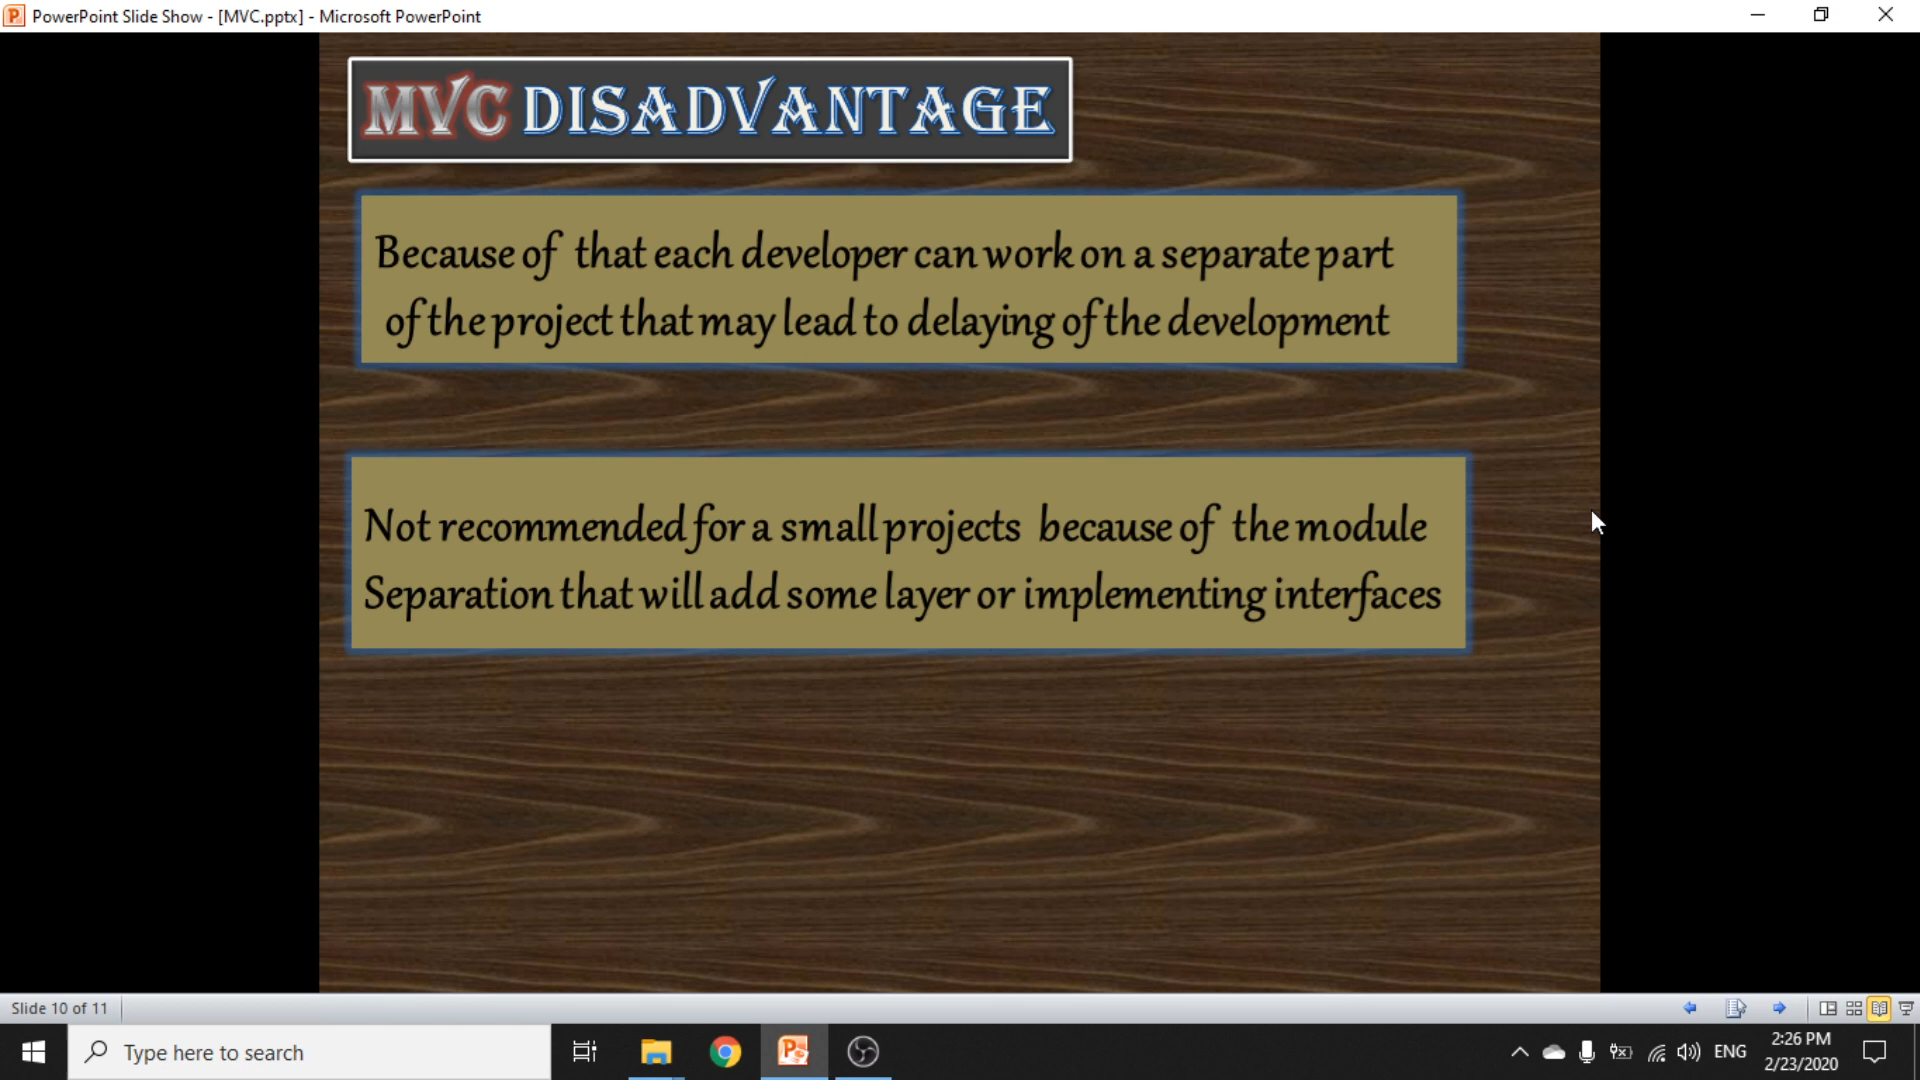 PowerPoint Slide Show - [MVC.pptx] - Microsoft PowerPoint
MVC DISADVANTAGE
Because of that each developer can work on a separate part
of the project that may lead to delaying of the development
Not recommended for a small projects because of the module
Separation that will add some layer or implementing interfaces
Slide 10 of 11
Type here to search
ENG
2:26 PM
2/23/2020